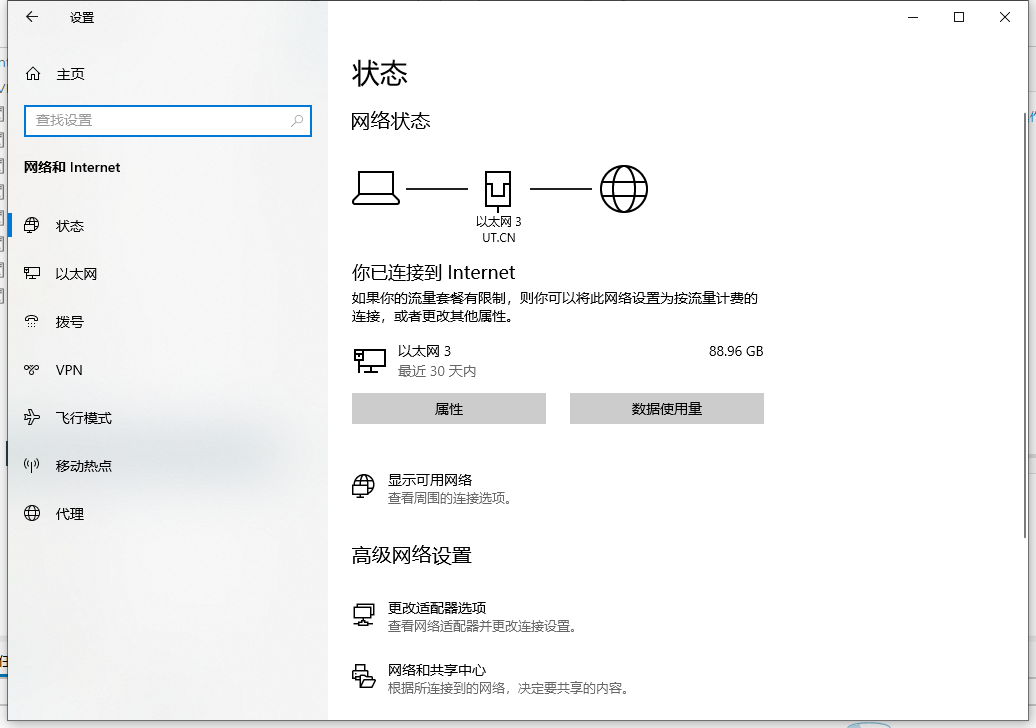 设置
主页
查找设置
网络和 Internet
状态
以太网
拨号
VPN
飞行模式
移动热点
代理
状态
网络状态
以太网 3
UT.CN
你已连接到 Internet
如果你的流量套餐有限制，则你可以将此网络设置为按流量计费的
连接，或者更改其他属性。
以太网 3
88.96 GB
最近 30 天内
属性
数据使用量
显示可用网络
查看周围的连接选项。
高级网络设置
更改适配器选项
查看网络适配器并更改连接设置。
网络和共享中心
根据所连接到的网络，决定要共享的内容。